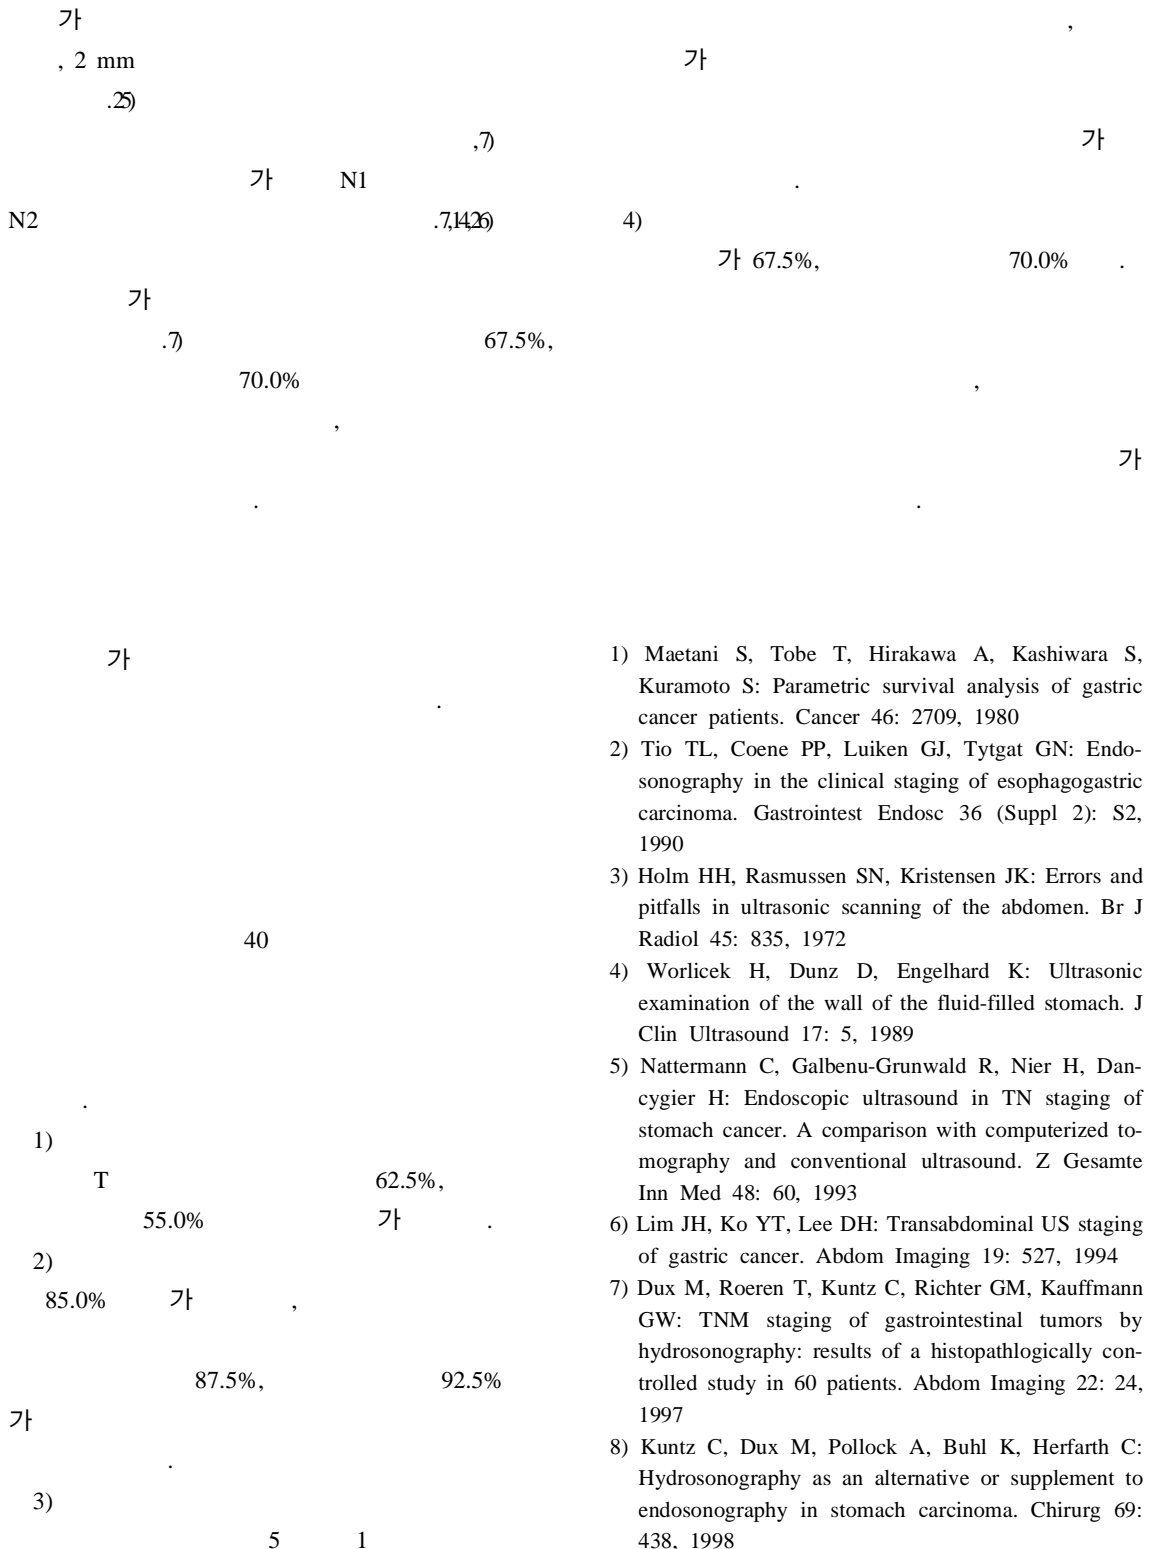 가
, 2 mm
.25)
,7)
가 N1
N2 .7,14,26)
가
.7) 67.5%,
70.0%
,
.
가
.
40
.
1)
T 62.5%,
55.0% 가 .
2)
85.0% 가 ,
87.5%, 92.5%
가
.
3)
5 1
,
가
가
.
4)
가 67.5%, 70.0% .
,
가
.
1) Maetani S, Tobe T, Hirakawa A, Kashiwara S,
Kuramoto S: Parametric survival analysis of gastric
cancer patients. Cancer 46: 2709, 1980
2) Tio TL, Coene PP, Luiken GJ, Tytgat GN: Endo-
sonography in the clinical staging of esophagogastric
carcinoma. Gastrointest Endosc 36 (Suppl 2): S2,
1990
3) Holm HH, Rasmussen SN, Kristensen JK: Errors and
pitfalls in ultrasonic scanning of the abdomen. Br J
Radiol 45: 835, 1972
4) Worlicek H, Dunz D, Engelhard K: Ultrasonic
examination of the wall of the fluid-filled stomach. J
Clin Ultrasound 17: 5, 1989
5) Nattermann C, Galbenu-Grunwald R, Nier H, Dan-
cygier H: Endoscopic ultrasound in TN staging of
stomach cancer. A comparison with computerized to-
mography and conventional ultrasound. Z Gesamte
Inn Med 48: 60, 1993
6) Lim JH, Ko YT, Lee DH: Transabdominal US staging
of gastric cancer. Abdom Imaging 19: 527, 1994
7) Dux M, Roeren T, Kuntz C, Richter GM, Kauffmann
GW: TNM staging of gastrointestinal tumors by
hydrosonography: results of a histopathlogically con-
trolled study in 60 patients. Abdom Imaging 22: 24,
1997
8) Kuntz C, Dux M, Pollock A, Buhl K, Herfarth C:
Hydrosonography as an alternative or supplement to
endosonography in stomach carcinoma. Chirurg 69:
438, 1998